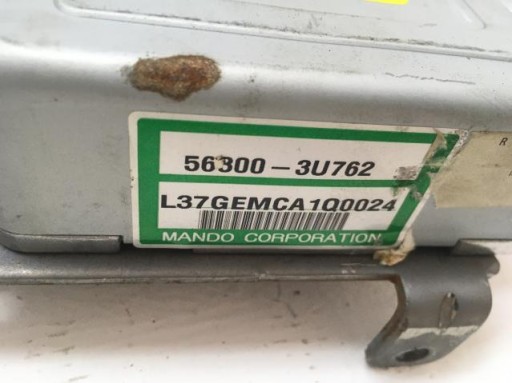 56300-3U762
L37GEMCA1Q0024
MANDO CORPORATION
R